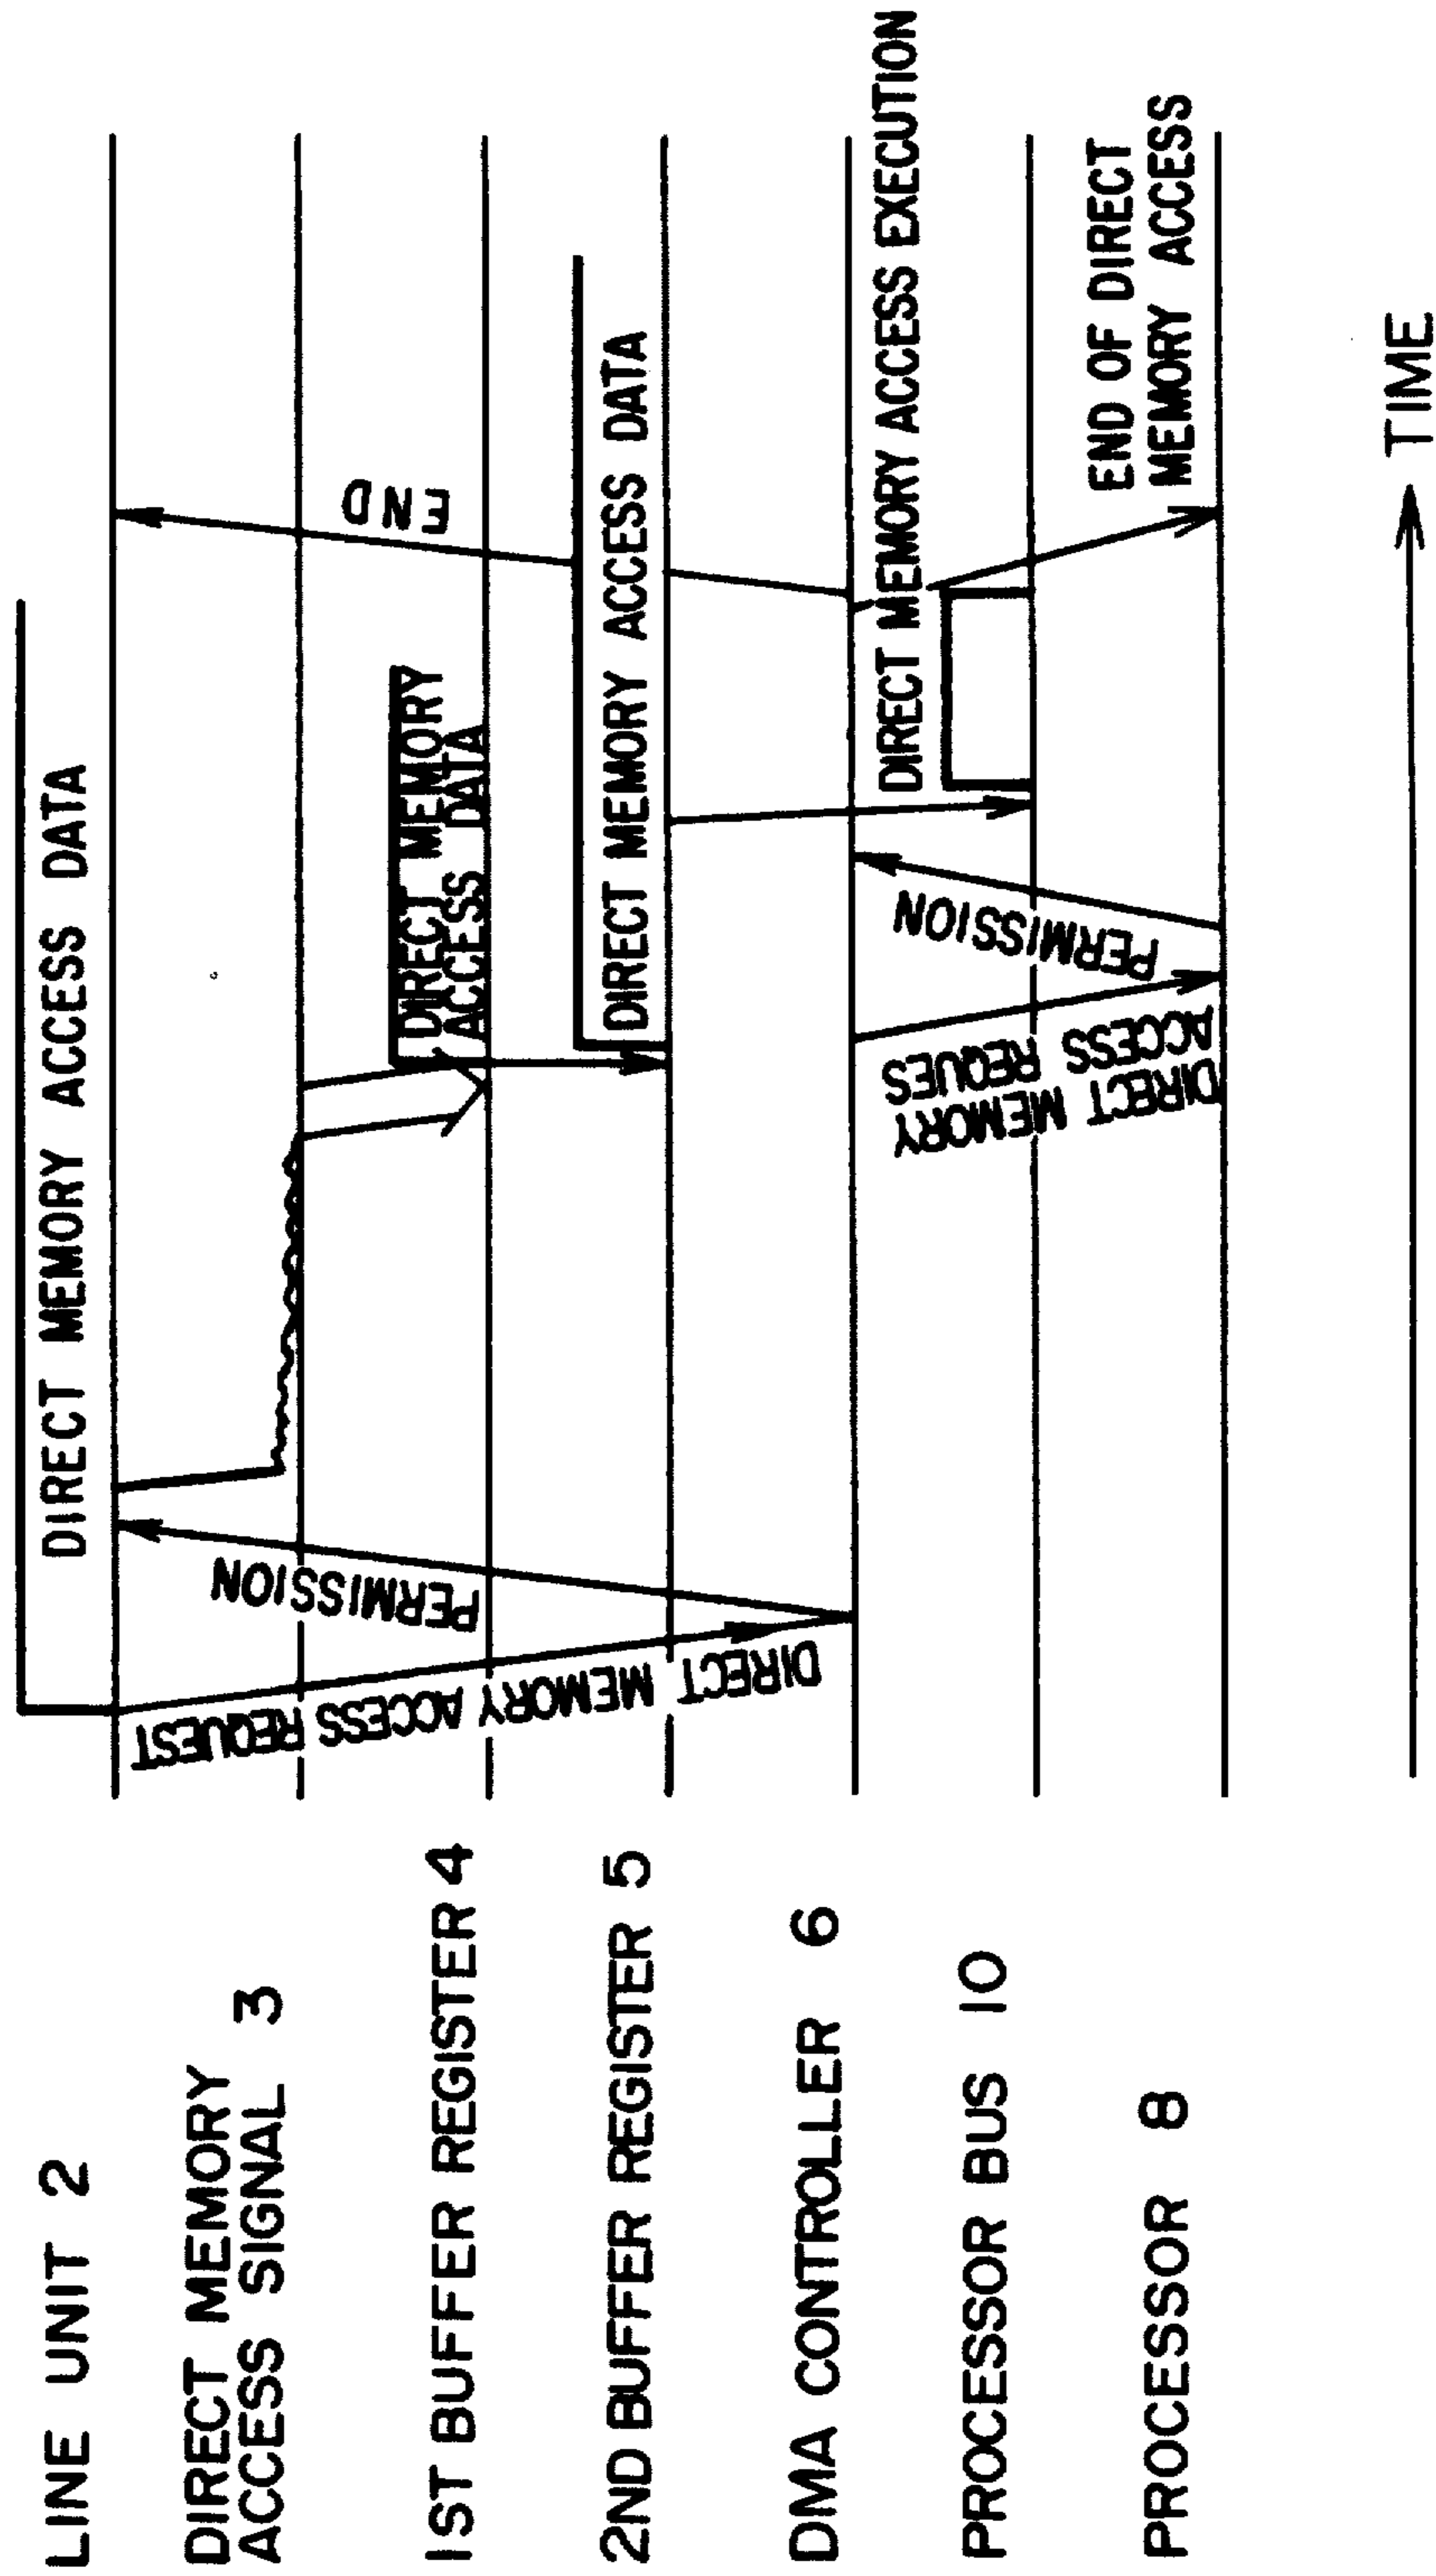 LINE UNIT 2
DIRECT MEMORY
ACCESS SIGNAL 3
1ST BUFFER REGISTER 4
2ND BUFFER REGISTER 5
DMA CONTROLLER 6
PROCESSOR BUS 10
PROCESSOR 8
DIRECT MEMORY ACCESS DATA
DIRECT MEMORY ACCESS REQUEST
PERMISSION
DIRECT MEMORY
ACCESS DATA
END
DIRECT MEMORY ACCESS DATA
DIRECT MEMORY
ACCESS REQUES
PERMISSION
DIRECT MEMORY ACCESS EXECUTION
END OF DIRECT
MEMORY ACCESS
TIME